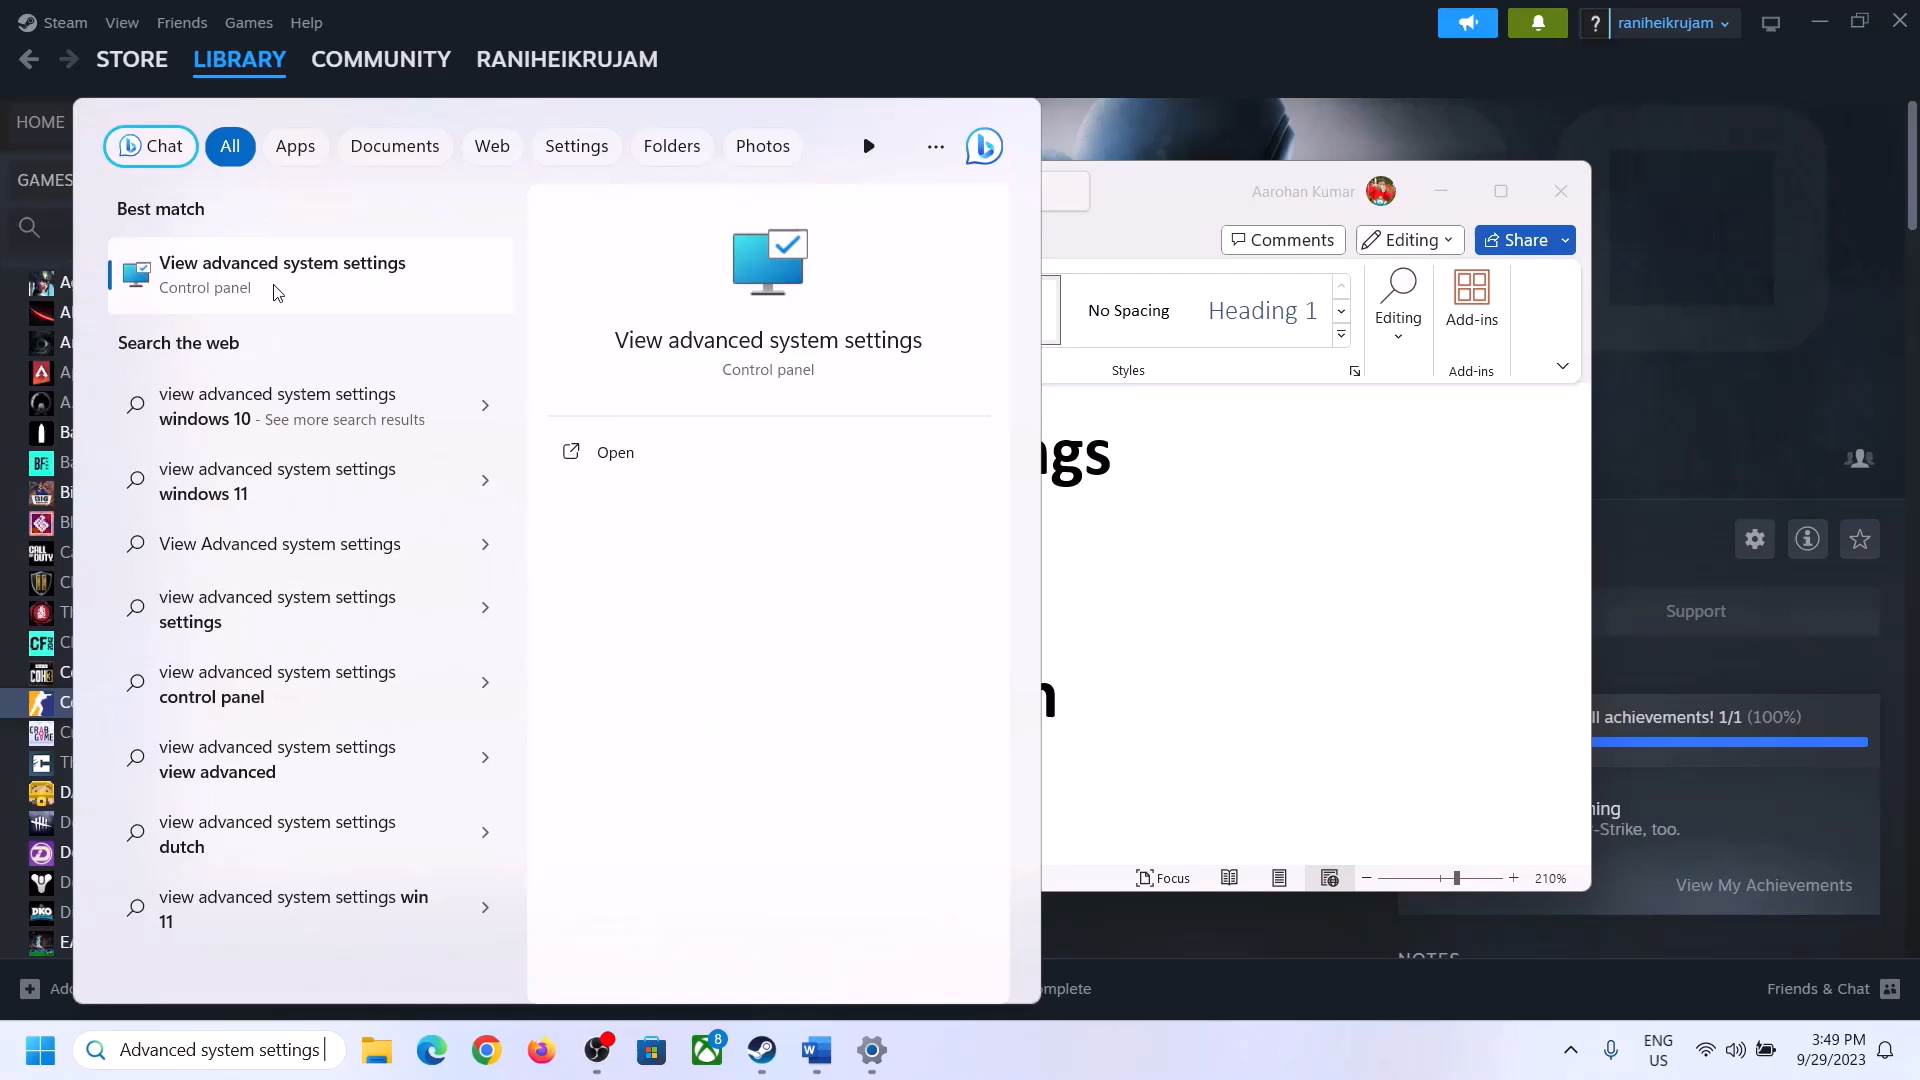 Steam View Friends Games Help
raniheikrujam
STORE LIBRARY COMMUNITY RANIHEIKRUJAM
HOME
GAMES
Chat All Apps Documents Web Settings Folders Photos
Best match
View advanced system settings
Control panel
Search the web
view advanced system settings
windows 10 - See more search results
view advanced system settings
windows 11
View Advanced system settings
view advanced system settings
settings
view advanced system settings
control panel
view advanced system settings
view advanced
view advanced system settings
dutch
view advanced system settings win
11
View advanced system settings
Control panel
Open
Aarohan Kumar
Comments Editing Share
No Spacing Heading 1
Editing
Add-ins
Styles
Add-ins
ngs
n
Focus
210%
Support
ll achievements! 1/1 (100%)
ning
-Strike, too.
View My Achievements
NOTES
Add
mplete
Friends & Chat
Advanced system settings
8
ENG
US
3:49 PM
9/29/2023